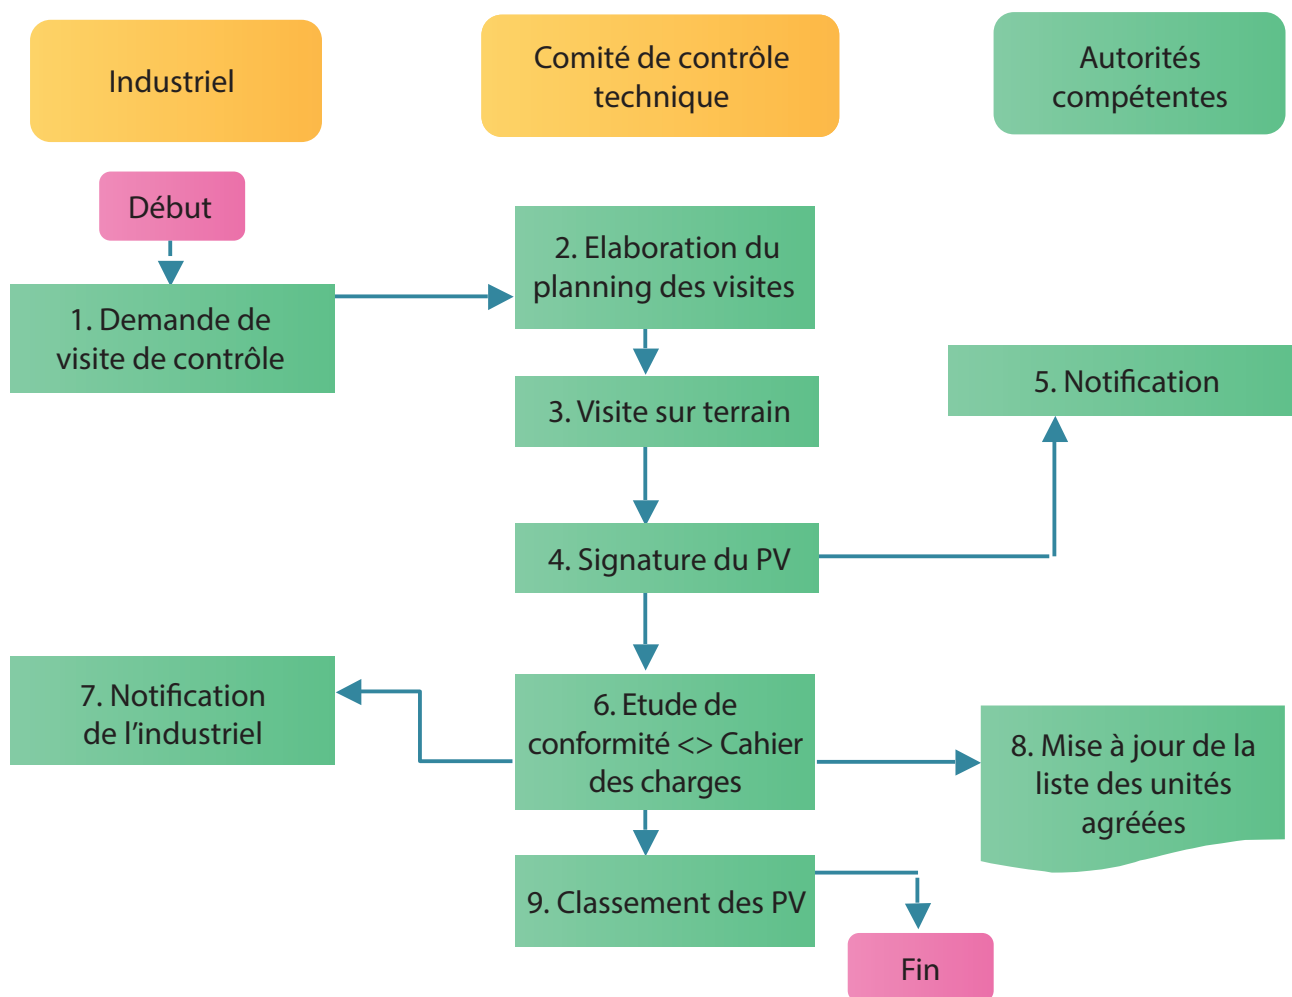 Industriel
Comité de contrôle
technique
Autorités
compétentes
Début
1. Demande de
visite de contrôle
2. Elaboration du
planning des visites
3. Visite sur terrain
4. Signature du PV
5. Notification
6. Etude de
conformité <> Cahier
des charges
7. Notification
de l’industriel
8. Mise à jour de la
liste des unités
agréées
9. Classement des PV
Fin